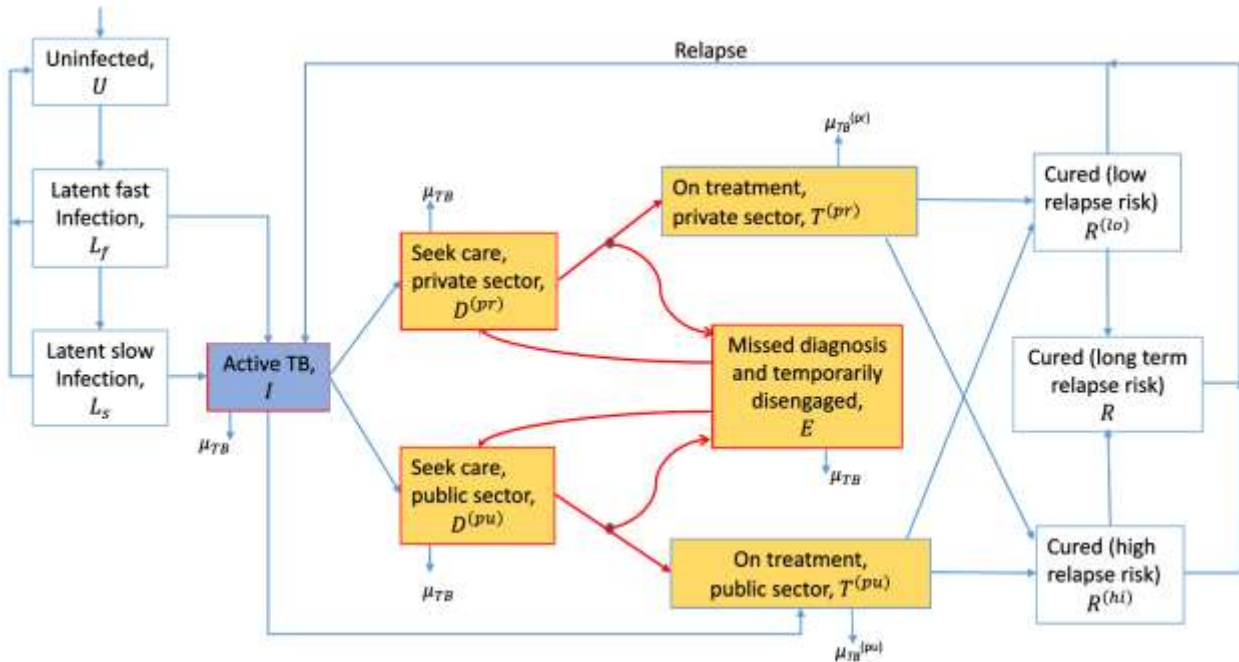 Uninfected,
U
Latent fast
Infection,
L_f
Latent slow
Infection,
L_s
Active TB,
I
μ_TB
μ_TB
Seek care,
private sector,
D^(pr)
Seek care,
public sector,
D^(pu)
μ_TB
Relapse
μ_TB^(pr)
On treatment,
private sector, T^(pr)
Missed diagnosis
and temporarily
disengaged,
E
μ_TB
On treatment,
public sector, T^(pu)
μ_TB^(pu)
Cured (low
relapse risk)
R^(lo)
Cured (long term
relapse risk)
R
Cured (high
relapse risk)
R^(hi)